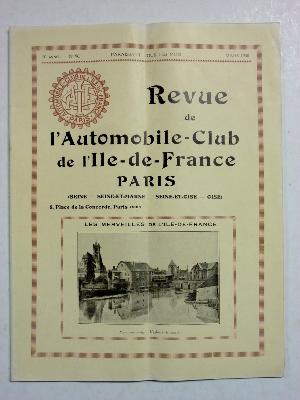 Revue
de
l'Automobile-Club
de l'Ile-de-France
PARIS
(SEINE SEINE-ET-MARNE SEINE-ET-OISE OISE)
8, Place de la Concorde, Paris
LES MERVEILLES DE L'ILE-DE-FRANCE